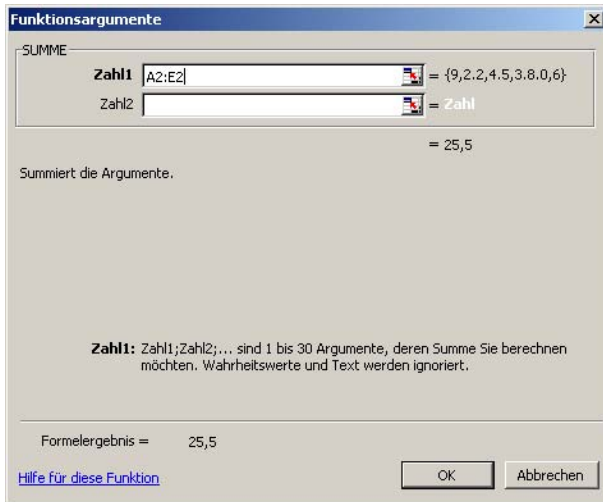 Funktionsargumente
SUMME
Zahl1 A2:E2 = {9,2.2,4.5,3.8.0,6}
Zahl2 = Zahl
= 25,5
Summiert die Argumente.
Zahl1: Zahl1;Zahl2;... sind 1 bis 30 Argumente, deren Summe Sie berechnen
möchten. Wahrheitswerte und Text werden ignoriert.
Formelergebnis = 25,5
Hilfe für diese Funktion OK Abbrechen